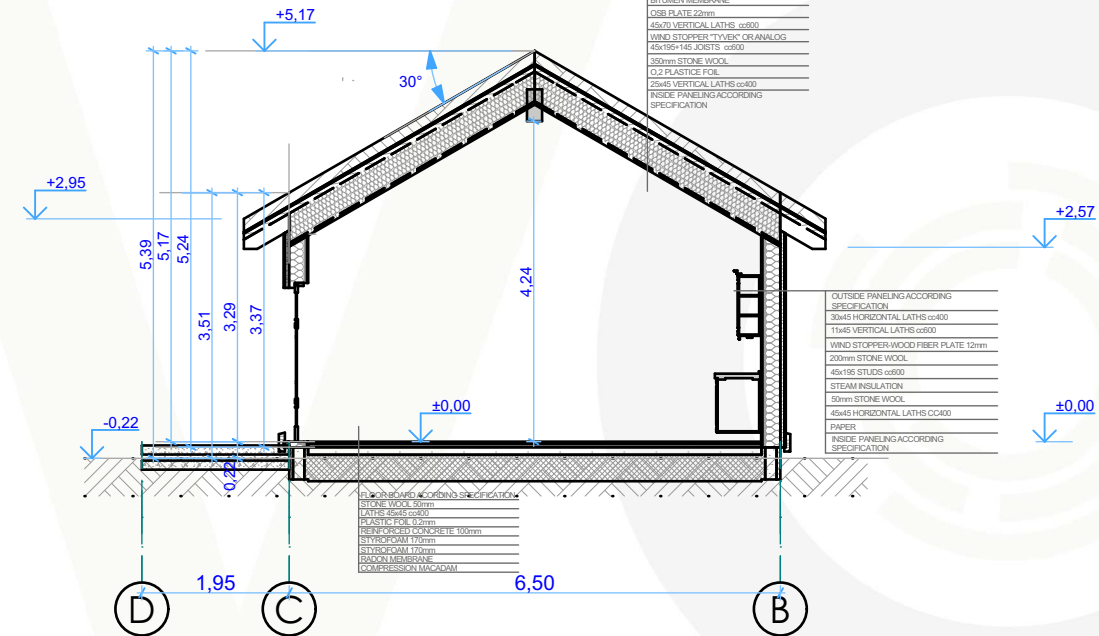 BITUMEN MEMBRANE
OSB PLATE 22mm
45x70 VERTICAL LATHS cc600
WIND STOPPER "TYVEK" OR ANALOG
45x195+145 JOISTS cc600
350mm STONE WOOL
O,2 PLASTICE FOIL
25x45 VERTICAL LATHS cc400
INSIDE PANELING ACCORDING
SPECIFICATION
+5,17
30°
+2,95
+2,57
5,39
5,17
5,24
3,51
3,29
3,37
4,24
OUTSIDE PANELING ACCORDING
SPECIFICATION
30x45 HORIZONTAL LATHS cc400
11x45 VERTICAL LATHS cc600
WIND STOPPER-WOOD FIBER PLATE 12mm
200mm STONE WOOL
45x195 STUDS cc600
STEAM INSULATION
50mm STONE WOOL
45x45 HORIZONTAL LATHS CC400
PAPER
INSIDE PANELING ACCORDING
SPECIFICATION
±0,00
±0,00
-0,22
0,22
FLOOR BOARD ACORDING SPECIFICATION
STONE WOOL 50mm
LATHS 45x45 cc400
PLASTIC FOIL 0.2mm
REINFORCED CONCRETE 100mm
STYROFOAM 170mm
STYROFOAM 170mm
RADON MEMBRANE
COMPRESSION MACADAM
1,95
6,50
D
C
B